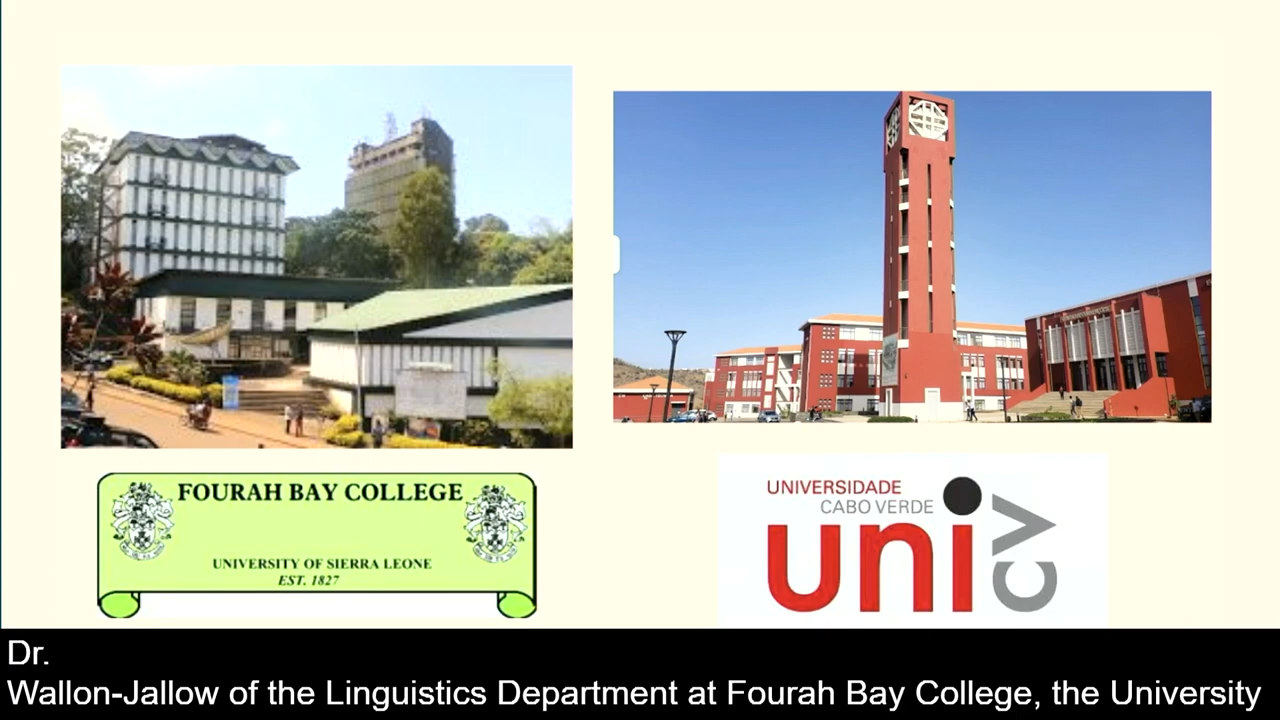 FOURAH BAY COLLEGE
UNIVERSITY OF SIERRA LEONE
EST. 1827
UNIVERSIDADE
CABO VERDE
uni
CV
Dr.
Wallon-Jallow of the Linguistics Department at Fourah Bay College, the University